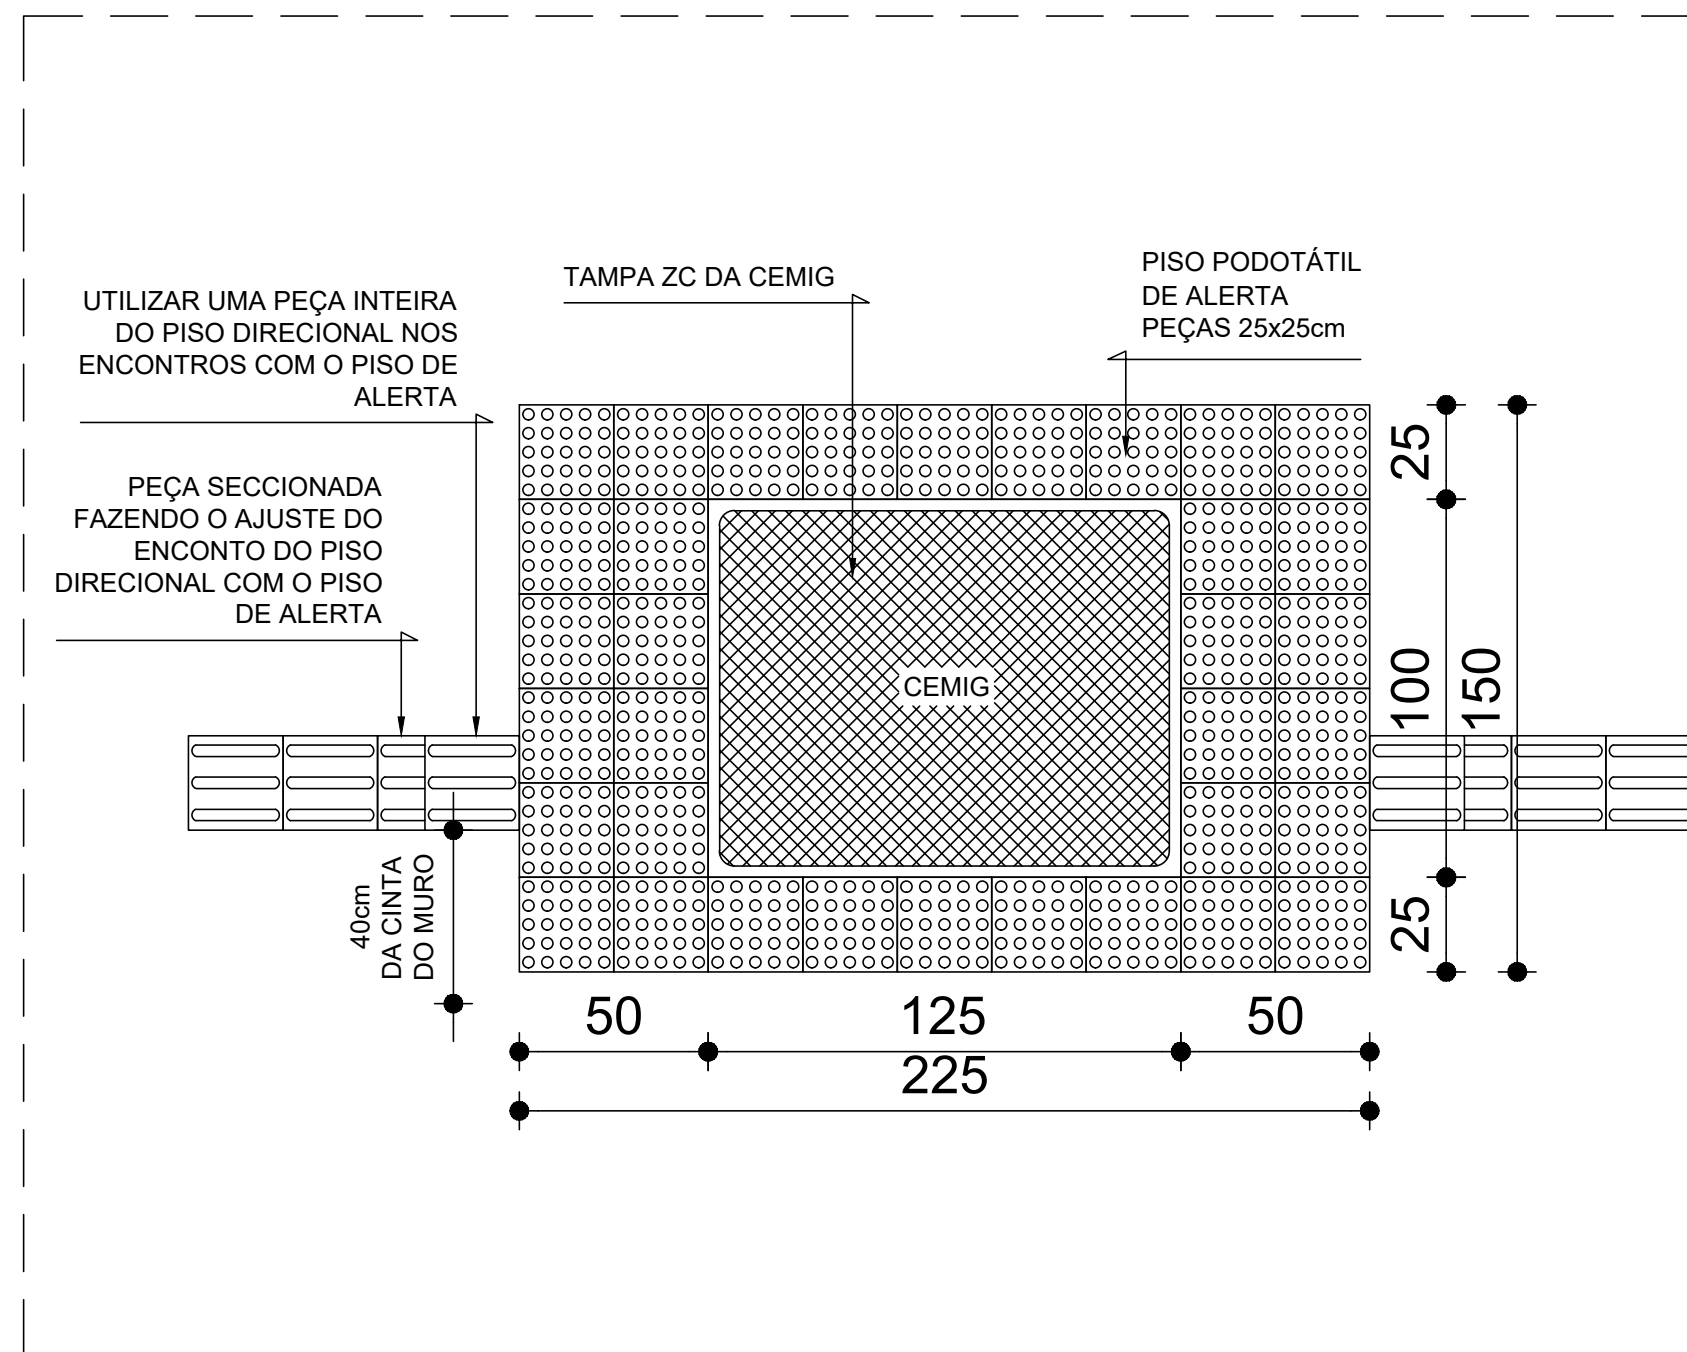 TAMPA ZC DA CEMIG
PISO PODOTÁTIL
DE ALERTA
PEÇAS 25x25cm
UTILIZAR UMA PEÇA INTEIRA
DO PISO DIRECIONAL NOS
ENCONTROS COM O PISO DE
ALERTA
PEÇA SECCIONADA
FAZENDO O AJUSTE DO
ENCONTO DO PISO
DIRECIONAL COM O PISO
DE ALERTA
CEMIG
25
100
150
25
40cm
DA CINTA
DO MURO
50
125
50
225